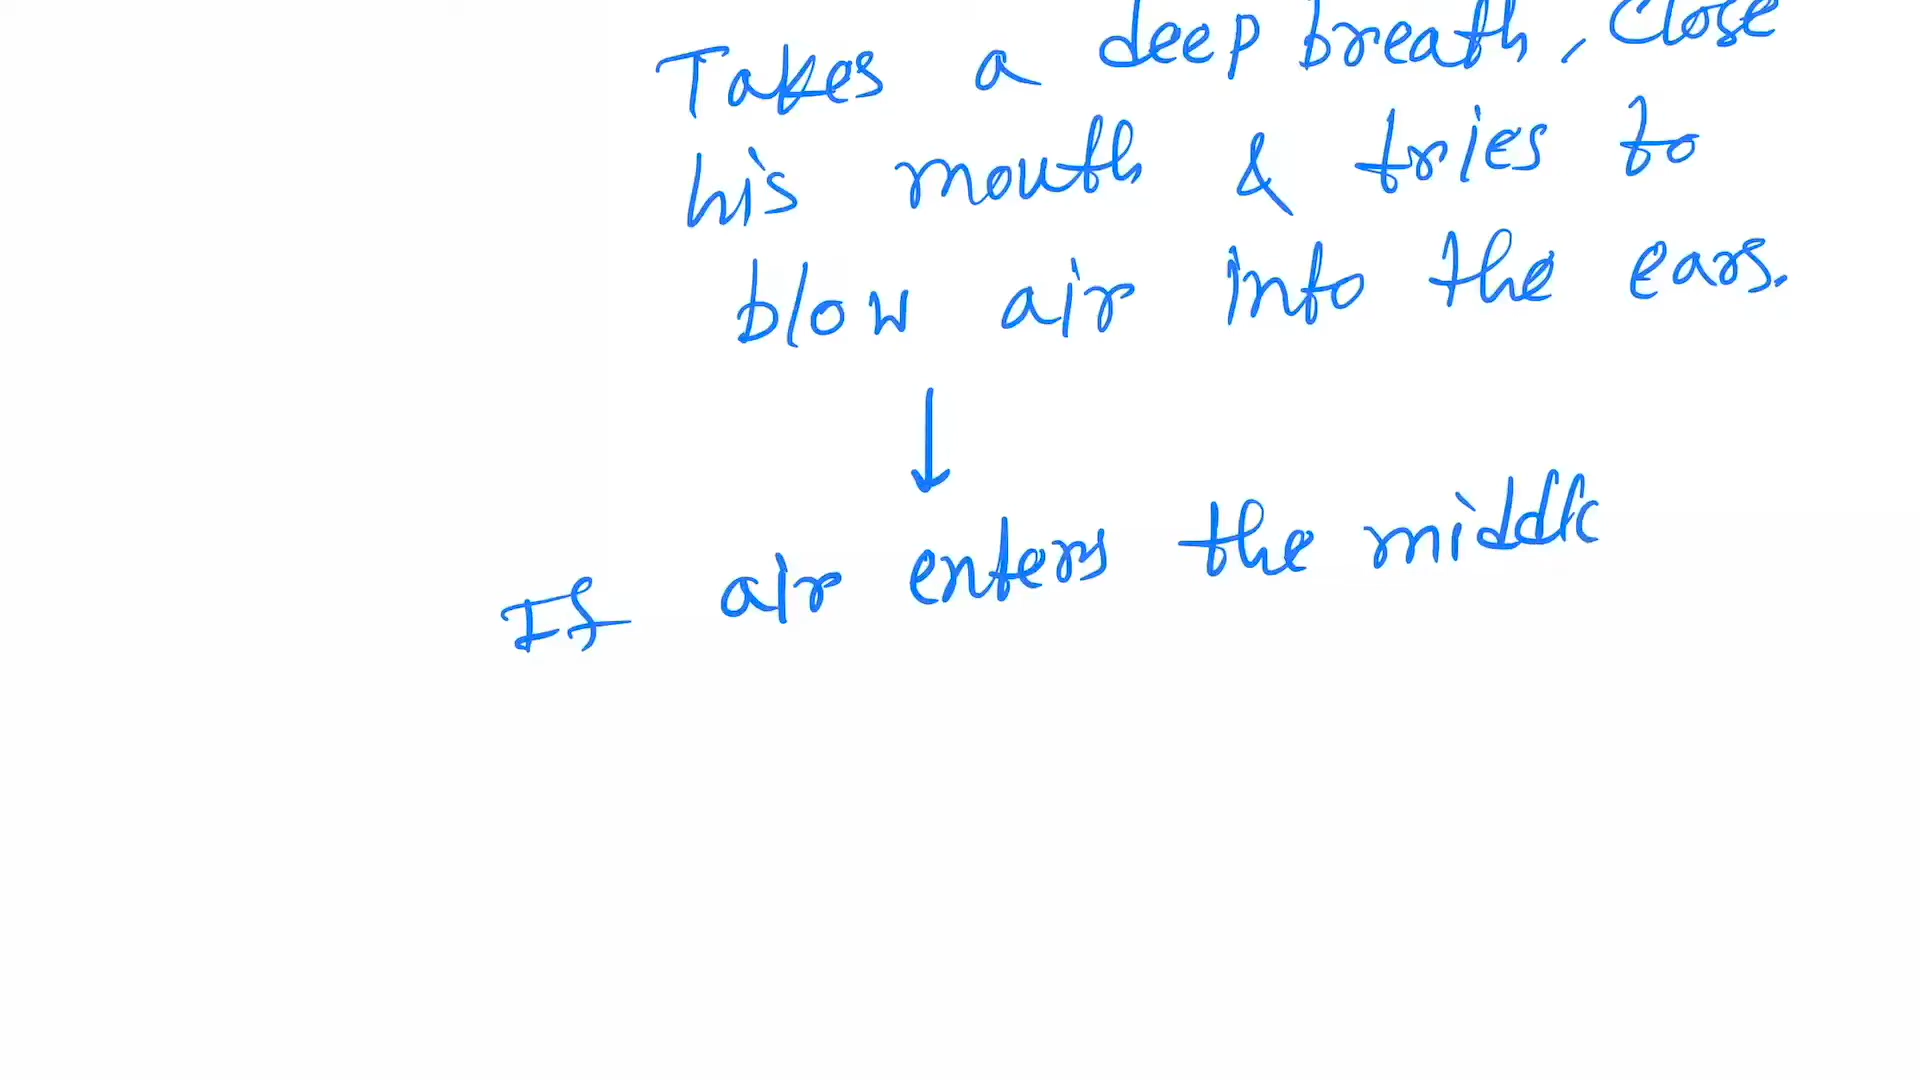 Takes a deep breath, Close
his mouth & tries to
blow air into the ears.
↓
If air enters the middle